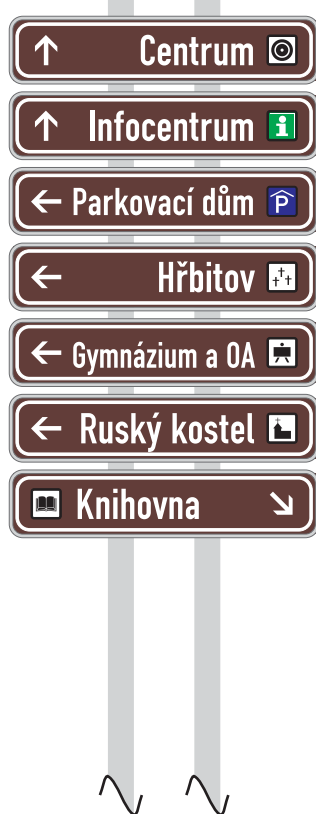 Centrum
Infocentrum i
Parkovací dům P
Hřbitov
Gymnázium a OA
Ruský kostel
Knihovna